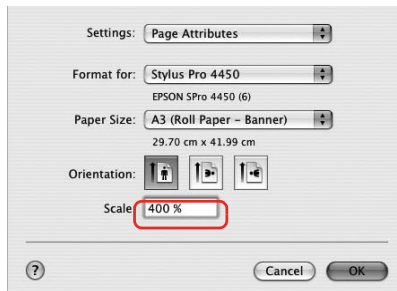 Settings: Page Attributes
Format for: Stylus Pro 4450
EPSON SPro 4450 (6)
Paper Size: A3 (Roll Paper – Banner)
29.70 cm x 41.99 cm
Orientation:
Scale: 400 %
? Cancel OK